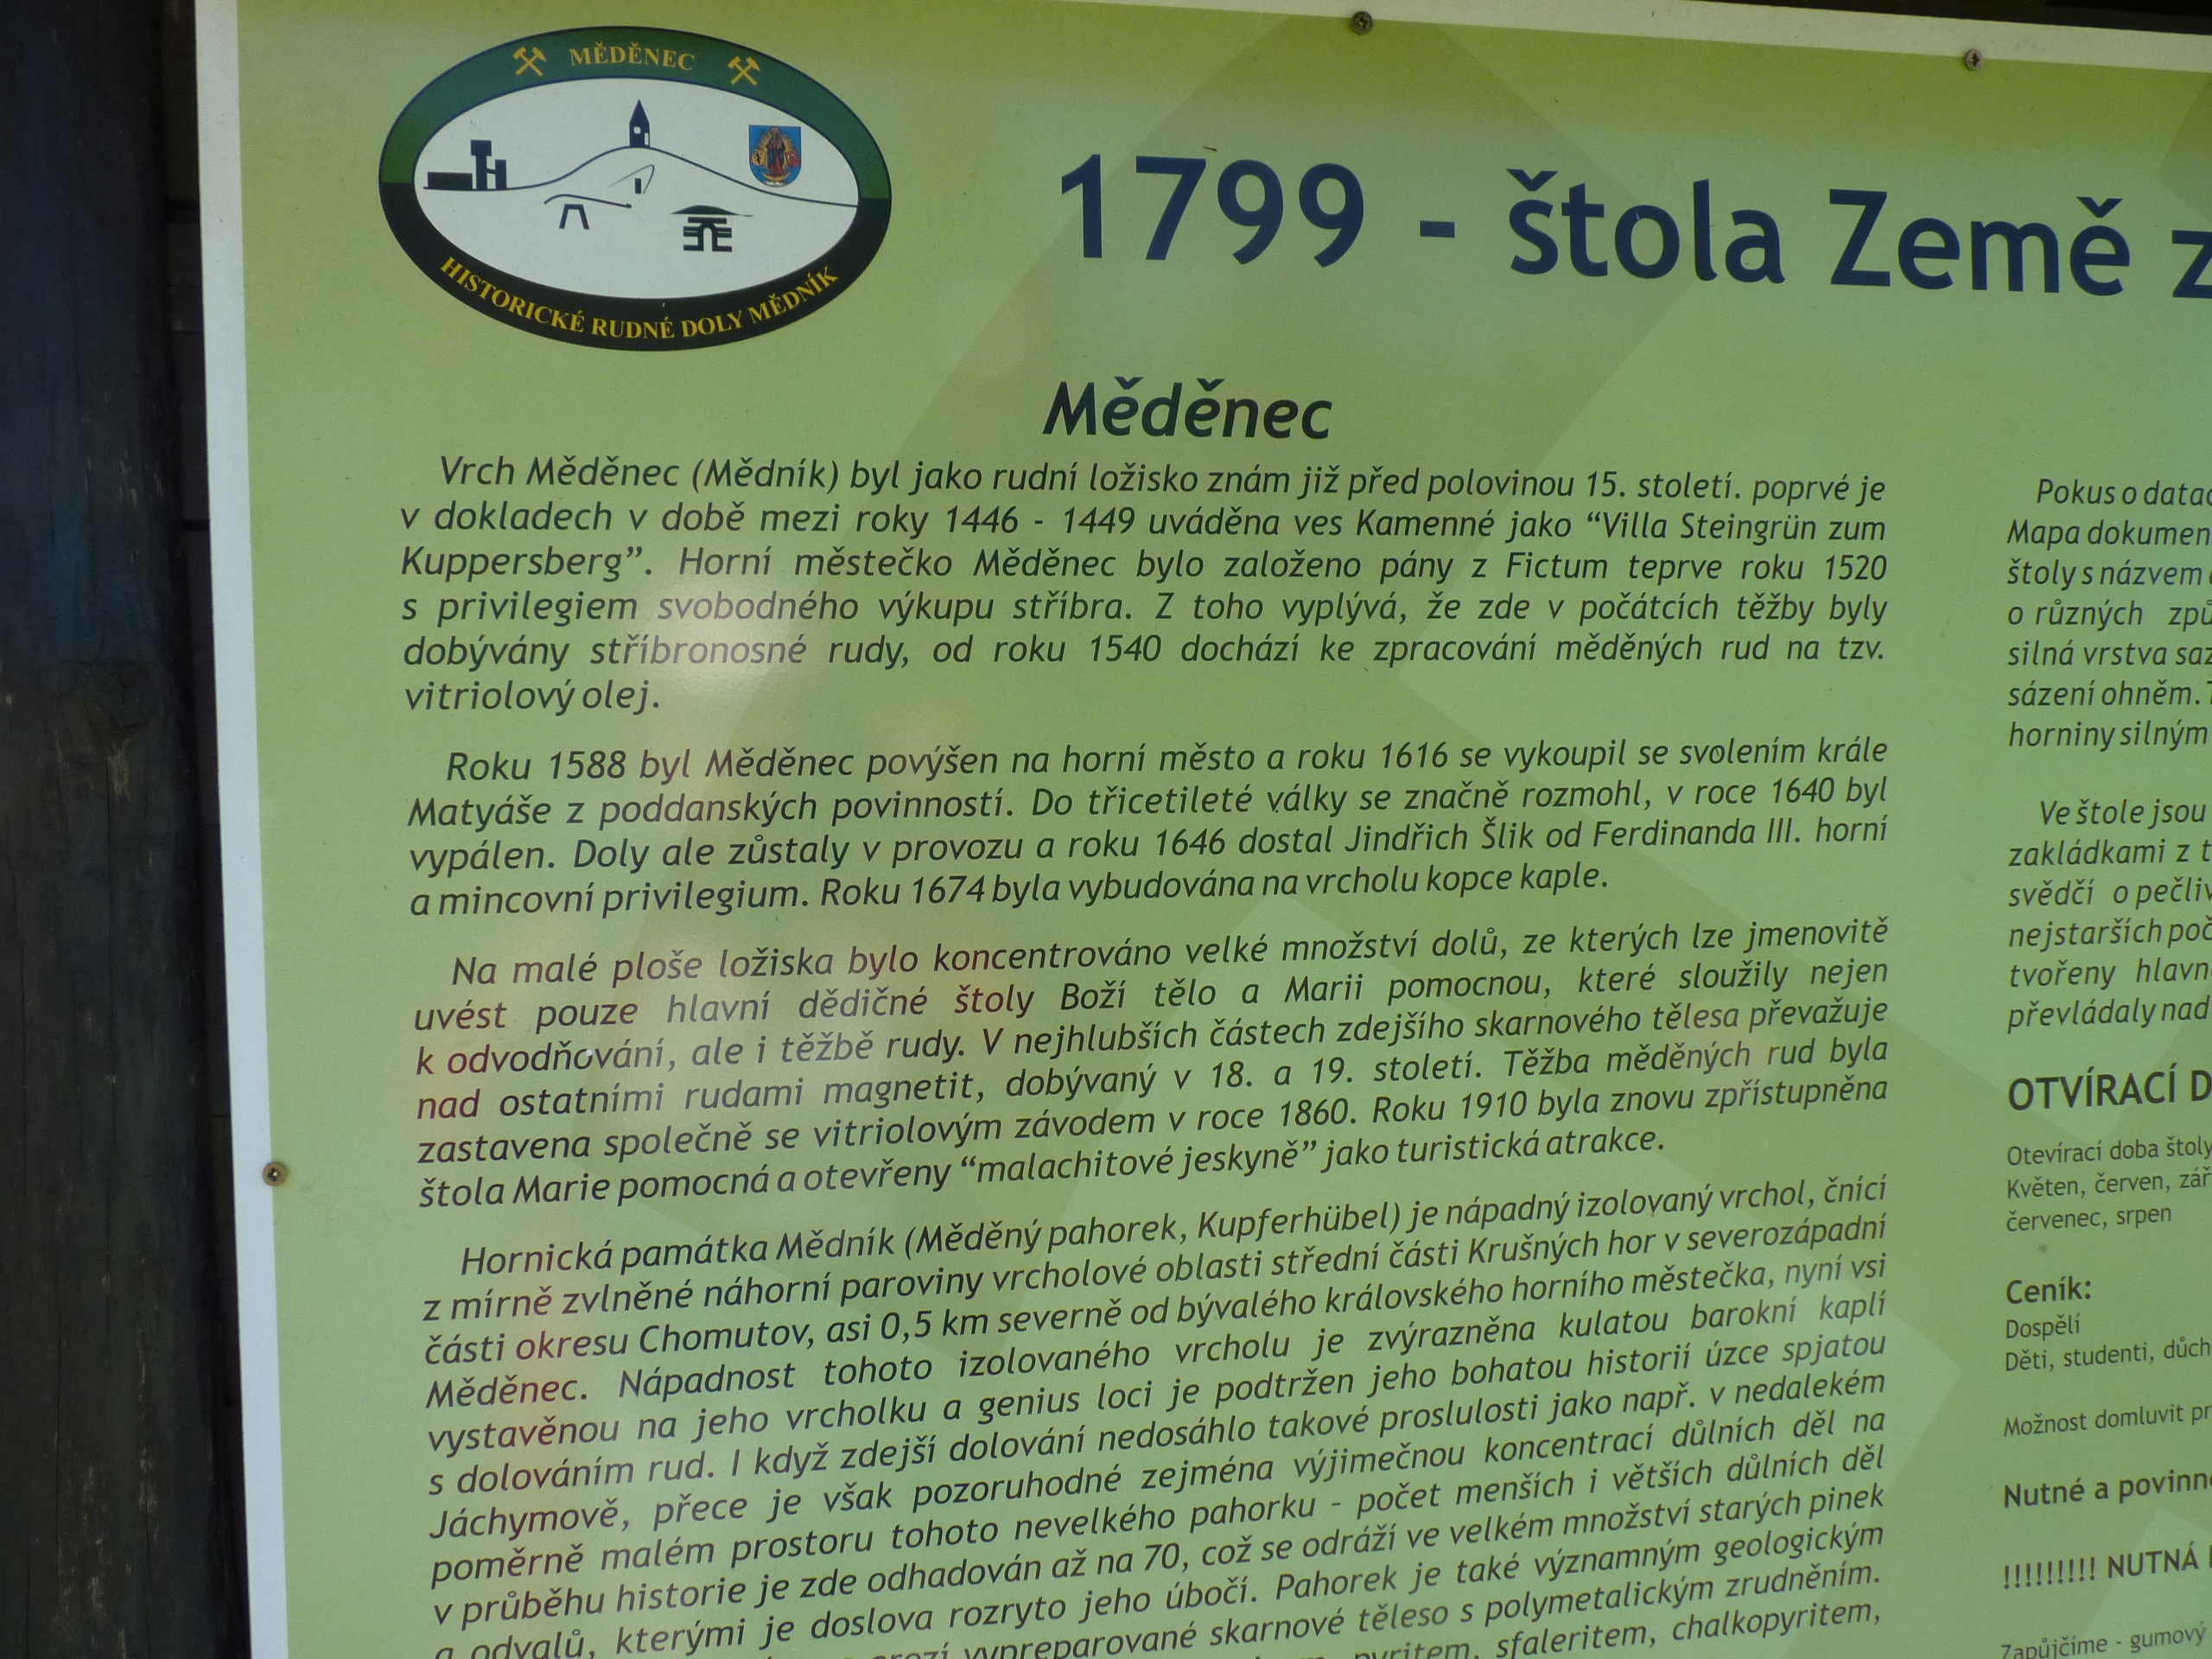 MĚDĚNEC
HISTORICKÉ RUDNÉ DOLY MĚDNÍK
1799 - štola Země z
Měděnec
Vrch Měděnec (Mědník) byl jako rudní ložisko znám již před polovinou 15. století. poprvé je
v dokladech v době mezi roky 1446 - 1449 uváděna ves Kamenné jako “Villa Steingrün zum
Kuppersberg”. Horní městečko Měděnec bylo založeno pány z Fictum teprve roku 1520
s privilegiem svobodného výkupu stříbra. Z toho vyplývá, že zde v počátcích těžby byly
dobývány stříbronosné rudy, od roku 1540 dochází ke zpracování měděných rud na tzv.
vitriolový olej.
Roku 1588 byl Měděnec povýšen na horní město a roku 1616 se vykoupil se svolením krále
Matyáše z poddanských povinností. Do třicetileté války se značně rozmohl, v roce 1640 byl
vypálen. Doly ale zůstaly v provozu a roku 1646 dostal Jindřich Šlik od Ferdinanda III. horní
a mincovní privilegium. Roku 1674 byla vybudována na vrcholu kopce kaple.
Na malé ploše ložiska bylo koncentrováno velké množství dolů, ze kterých lze jmenovitě
uvést pouze hlavní dědičné štoly Boží tělo a Marii pomocnou, které sloužily nejen
k odvodňování, ale i těžbě rudy. V nejhlubších částech zdejšího skarnového tělesa převažuje
nad ostatními rudami magnetit, dobývaný v 18. a 19. století. Těžba měděných rud byla
zastavena společně se vitriolovým závodem v roce 1860. Roku 1910 byla znovu zpřístupněna
štola Marie pomocná a otevřeny “malachitové jeskyně” jako turistická atrakce.
Hornická památka Mědník (Měděný pahorek, Kupferhübel) je nápadný izolovaný vrchol, čnící
z mírně zvlněné náhorní paroviny vrcholové oblasti střední části Krušných hor v severozápadní
části okresu Chomutov, asi 0,5 km severně od bývalého královského horního městečka, nyní vsi
Měděnec. Nápadnost tohoto izolovaného vrcholu je zvýrazněna kulatou barokní kaplí
vystavěnou na jeho vrcholku a genius loci je podtržen jeho bohatou historií úzce spjatou
s dolováním rud. I když zdejší dolování nedosáhlo takové proslulosti jako např. v nedalekém
Jáchymově, přece je však pozoruhodné zejména výjimečnou koncentrací důlních děl na
poměrně malém prostoru tohoto nevelkého pahorku - počet menších i větších důlních děl
v průběhu historie je zde odhadován až na 70, což se odráží ve velkém množství starých pinek
a odvalů, kterými je doslova rozryto jeho úbočí. Pahorek je také významným geologickým
vypreparované skarnové těleso s polymetalickým zrudněním.
pyritem, sfaleritem, chalkopyritem,
Pokus o datac
Mapa dokumen
štoly s názvem
o různých způ
silná vrstva saz
sázení ohněm. T
horniny silným
Ve štole jsou
zakládkami z t
svědčí o pečliv
nejstarších poč
tvořeny hlavn
převládaly nad
OTVÍRACÍ D
Otevírací doba štoly
Květen, červen, zář
červenec, srpen
Ceník:
Dospělí
Děti, studenti, důch
Možnost domluvit pr
Nutné a povinn
!!!!!!!!! NUTNÁ
Zapůjčíme - gumový